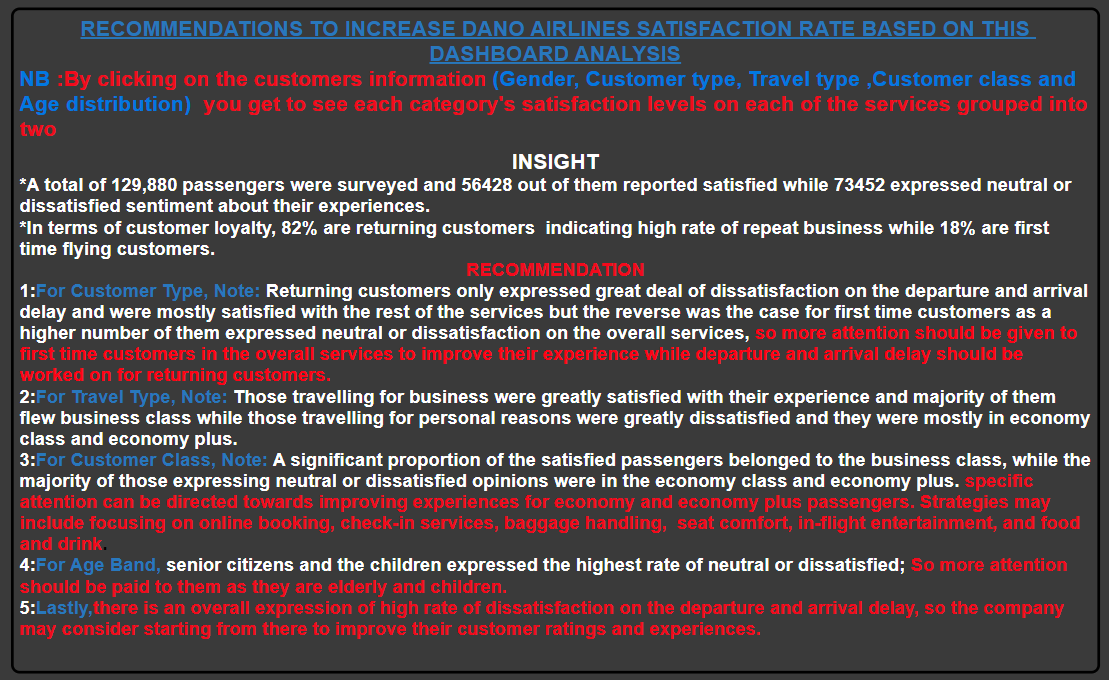 RECOMMENDATIONS TO INCREASE DANO AIRLINES SATISFACTION RATE BASED ON THIS
DASHBOARD ANALYSIS
NB :By clicking on the customers information (Gender, Customer type, Travel type ,Customer class and
Age distribution)  you get to see each category's satisfaction levels on each of the services grouped into
two
INSIGHT
*A total of 129,880 passengers were surveyed and 56428 out of them reported satisfied while 73452 expressed neutral or
dissatisfied sentiment about their experiences.
*In terms of customer loyalty, 82% are returning customers  indicating high rate of repeat business while 18% are first
time flying customers.
RECOMMENDATION
1:For Customer Type, Note: Returning customers only expressed great deal of dissatisfaction on the departure and arrival
delay and were mostly satisfied with the rest of the services but the reverse was the case for first time customers as a
higher number of them expressed neutral or dissatisfaction on the overall services, so more attention should be given to
first time customers in the overall services to improve their experience while departure and arrival delay should be
worked on for returning customers.
2:For Travel Type, Note: Those travelling for business were greatly satisfied with their experience and majority of them
flew business class while those travelling for personal reasons were greatly dissatisfied and they were mostly in economy
class and economy plus.
3:For Customer Class, Note: A significant proportion of the satisfied passengers belonged to the business class, while the
majority of those expressing neutral or dissatisfied opinions were in the economy class and economy plus. specific
attention can be directed towards improving experiences for economy and economy plus passengers. Strategies may
include focusing on online booking, check-in services, baggage handling,  seat comfort, in-flight entertainment, and food
and drink.
4:For Age Band, senior citizens and the children expressed the highest rate of neutral or dissatisfied; So more attention
should be paid to them as they are elderly and children.
5:Lastly,there is an overall expression of high rate of dissatisfaction on the departure and arrival delay, so the company
may consider starting from there to improve their customer ratings and experiences.